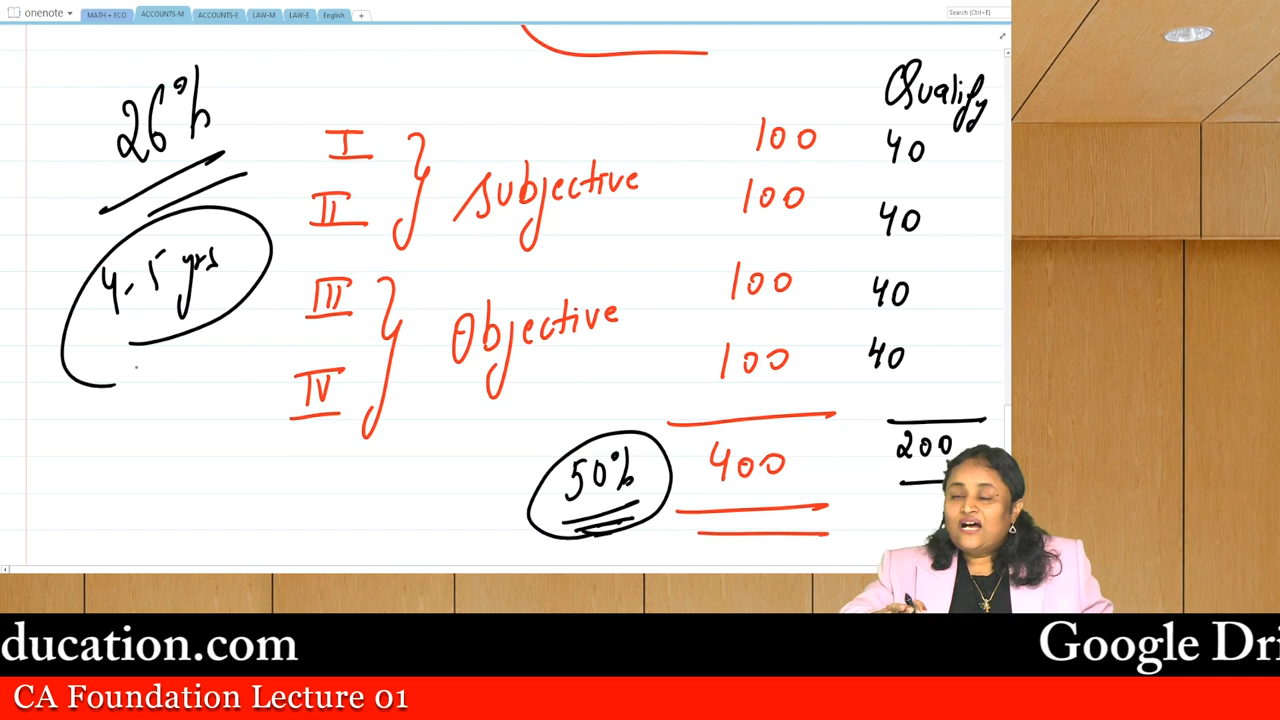 onenote
MATH + ECO
ACCOUNTS-M
ACCOUNTS-E
LAW-M
LAW-E
English
Search (Ctrl+E)
26%
4-5 yrs
Qualify
I 100 40
II 100 40
Subjective
III 100 40
IV 100 40
Objective
50% 400 200
ducation.com
Google Dri
CA Foundation Lecture 01